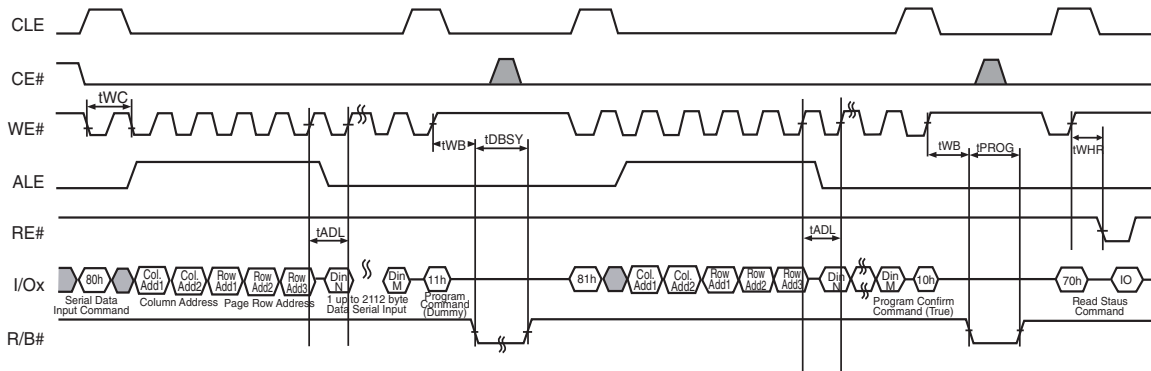 CLE
CE#
tWC
WE#
tWB
tDBSY
tWB
tPROG
tWHR
ALE
RE#
tADL
tADL
I/Ox
80h
Col. Add1
Col. Add2
Row Add1
Row Add2
Row Add3
Din N
Din M
11h
81h
Col. Add1
Col. Add2
Row Add1
Row Add2
Row Add3
Din N
Din M
10h
70h
IO
Serial Data
Input Command
Column Address
Page Row Address
1 up to 2112 byte
Data Serial Input
Program
Command
(Dummy)
Program Confirm
Command (True)
Read Staus
Command
R/B#